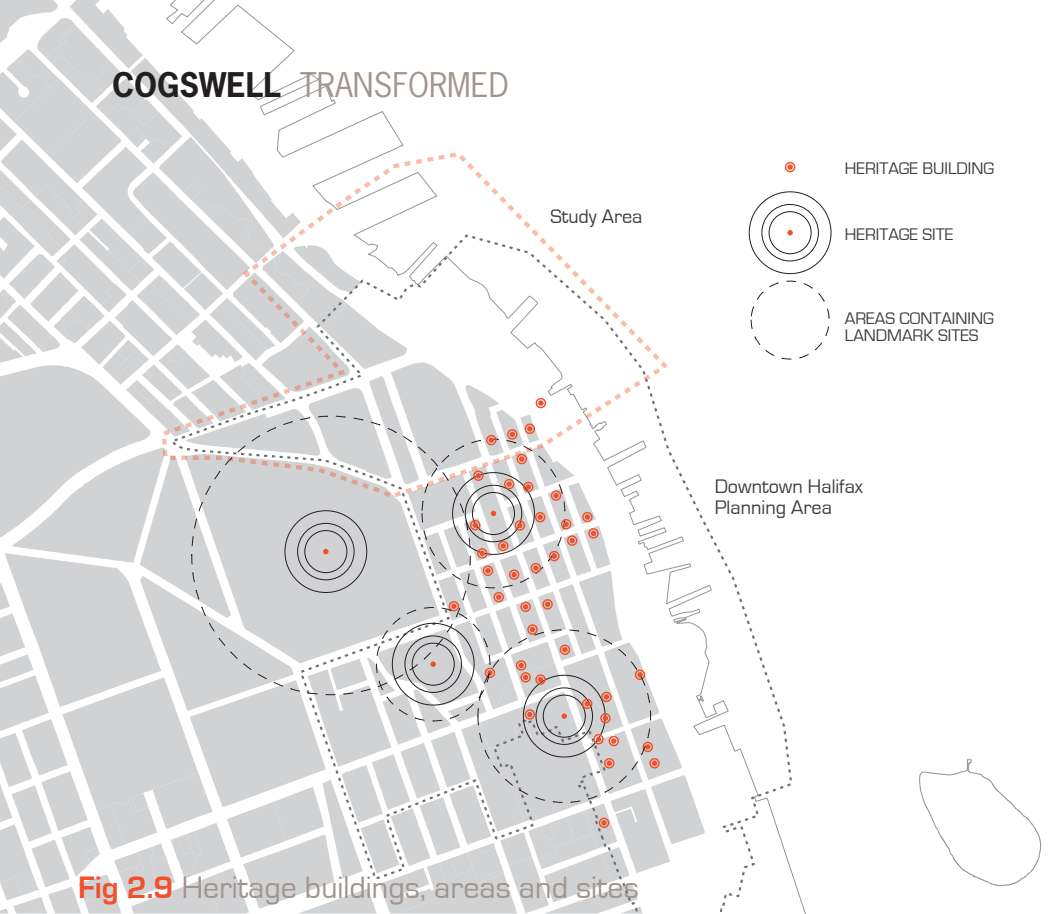 COGSWELL TRANSFORMED
HERITAGE BUILDING
Study Area
HERITAGE SITE
AREAS CONTAINING
LANDMARK SITES
Downtown Halifax
Planning Area
Fig 2.9 Heritage buildings, areas and sites